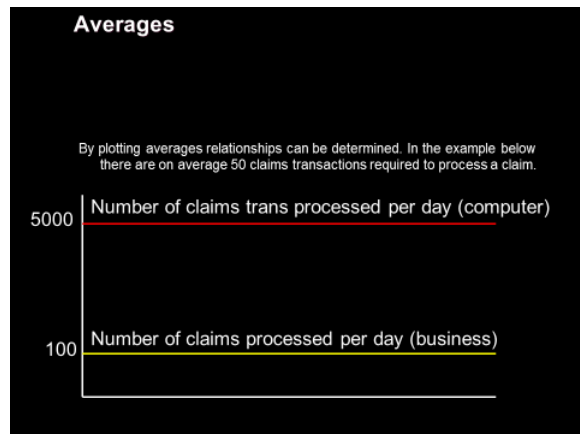 Averages
By plotting averages relationships can be determined. In the example below
there are on average 50 claims transactions required to process a claim.
Number of claims trans processed per day (computer)
5000
Number of claims processed per day (business)
100